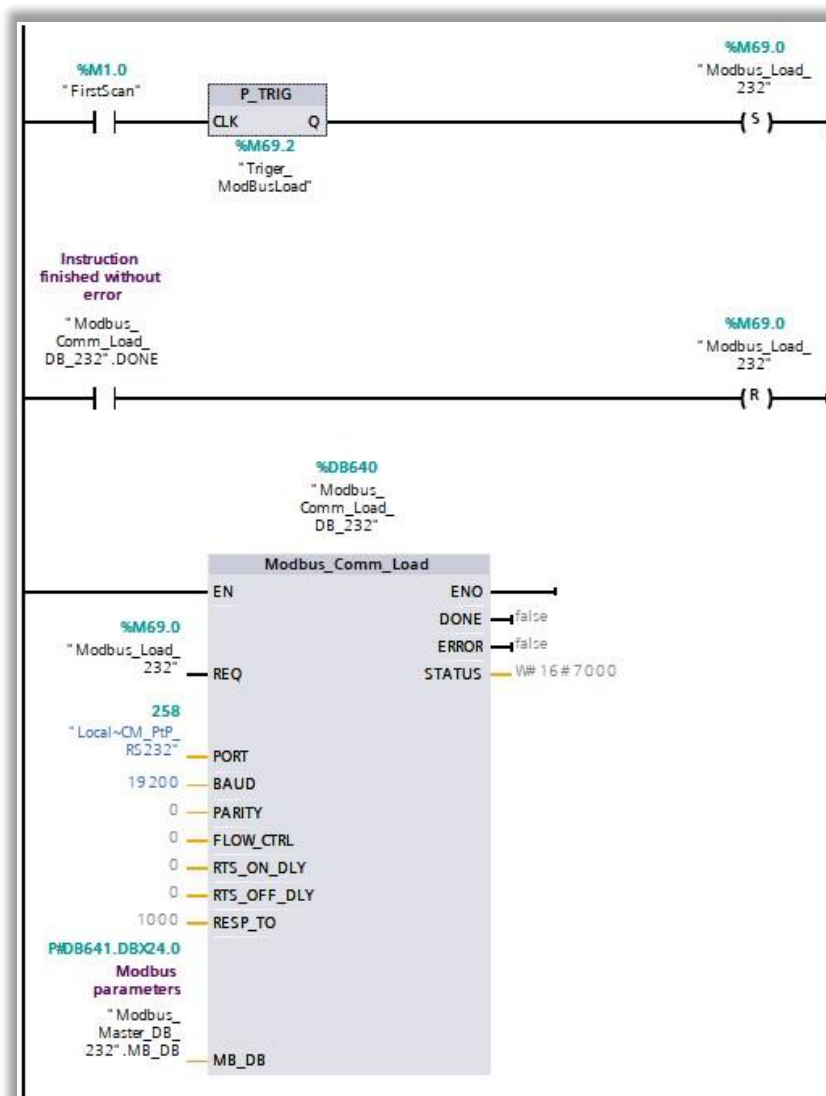 %M69.0
"Modbus_Load_
232"
%M1.0
"FirstScan"
P_TRIG
CLK Q
S
%M69.2
"Triger_
ModBusLoad"
Instruction
finished without
error
"Modbus_
Comm_Load_
DB_232".DONE
%M69.0
"Modbus_Load_
232"
R
%DB640
"Modbus_
Comm_Load_
DB_232"
Modbus_Comm_Load
EN ENO
DONE false
ERROR false
STATUS W#16#7000
%M69.0
"Modbus_Load_
232" REQ
258
"Local~CM_PtP_
RS232" PORT
19200 BAUD
0 PARITY
0 FLOW_CTRL
0 RTS_ON_DLY
0 RTS_OFF_DLY
1000 RESP_TO
P#DB641.DBX24.0
Modbus
parameters
"Modbus_
Master_DB_
232".MB_DB MB_DB